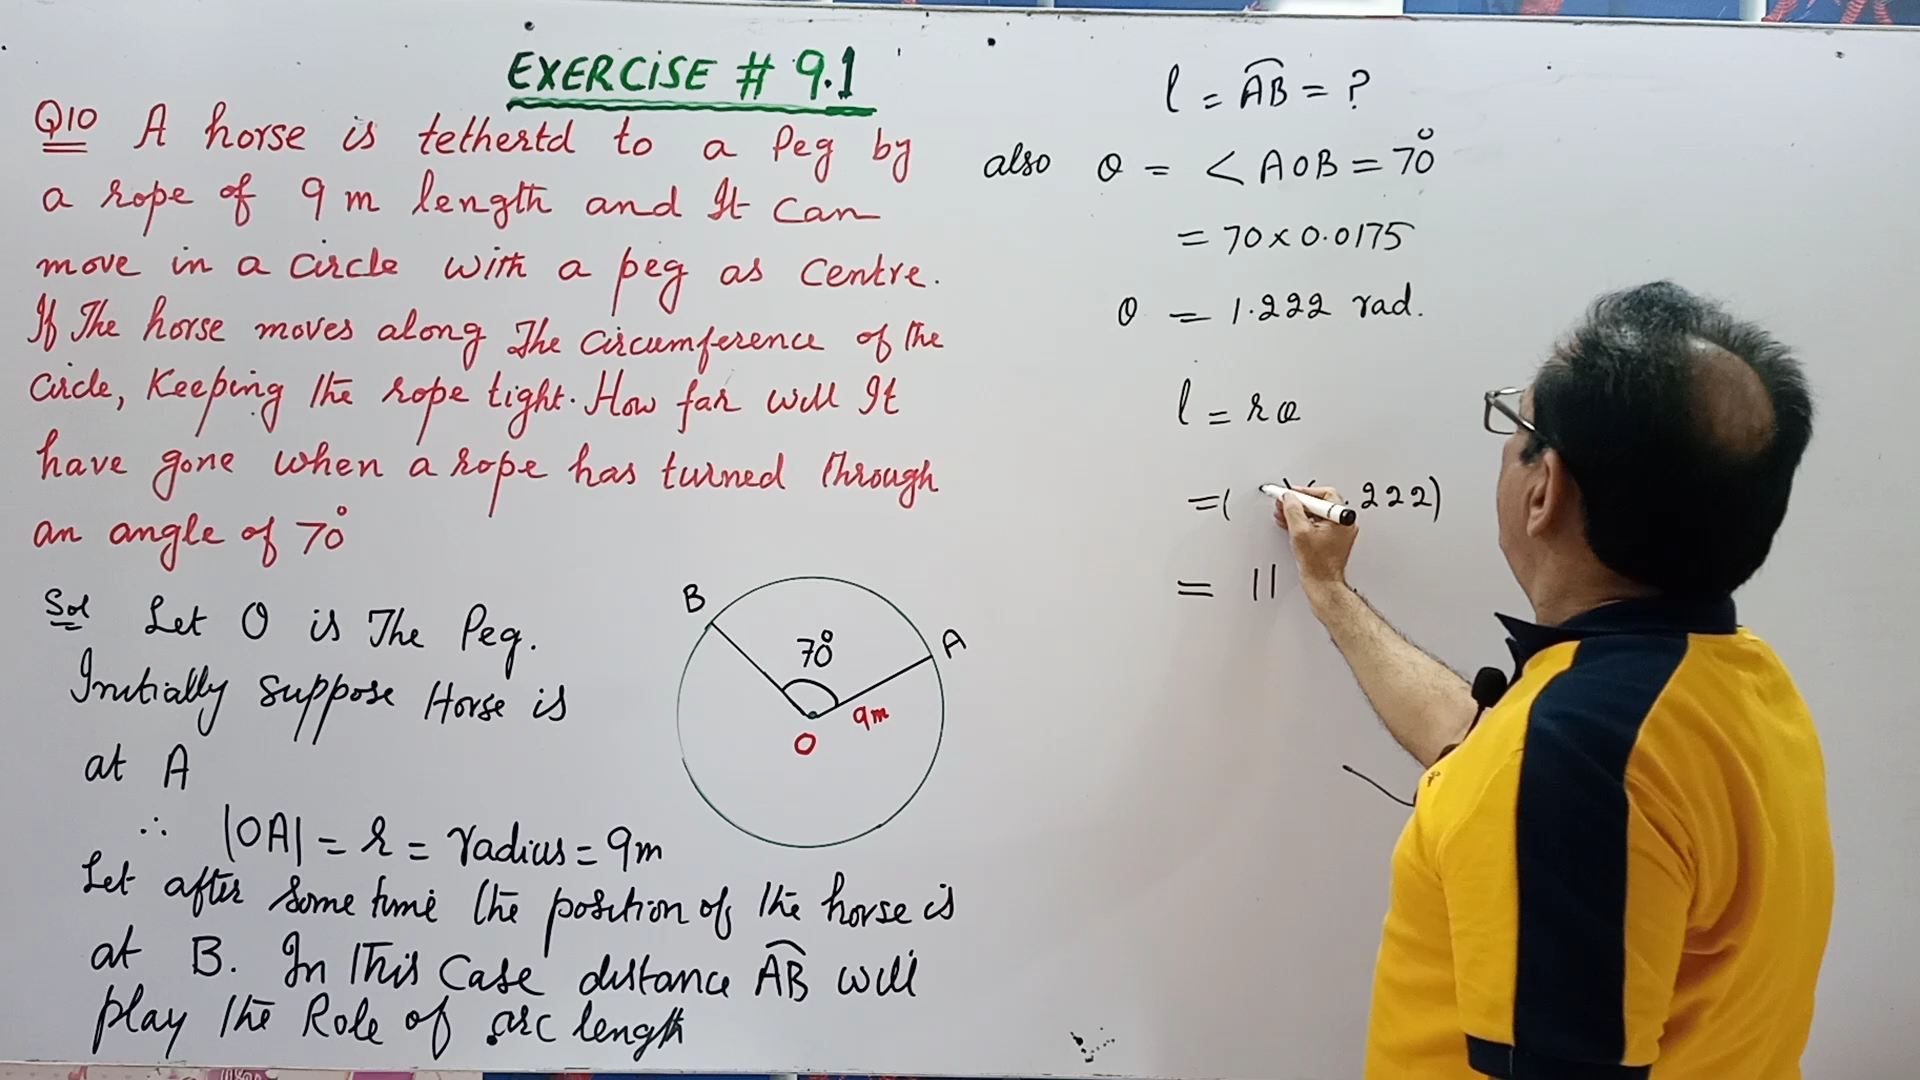 EXERCISE # 9.1
Q10 A horse is tethertd to a Peg by
a rope of 9 m length and It can
move in a circle with a peg as Centre.
If The horse moves along The circumference of the
circle, Keeping the rope tight. How far will It
have gone when a rope has turned through
an angle of 70°
Sol Let O is The Peg.
Initially suppose Horse is
at A
∴ |OA| = r = radius = 9m
Let after some time the position of the horse is
at B. In This Case distance AB will
play the Role of arc length
B
70°
A
9m
O
l = AB = ?
also θ = <AOB = 70°
= 70 × 0.0175
θ = 1.222 rad.
l = rθ
= ( .222)
= 11